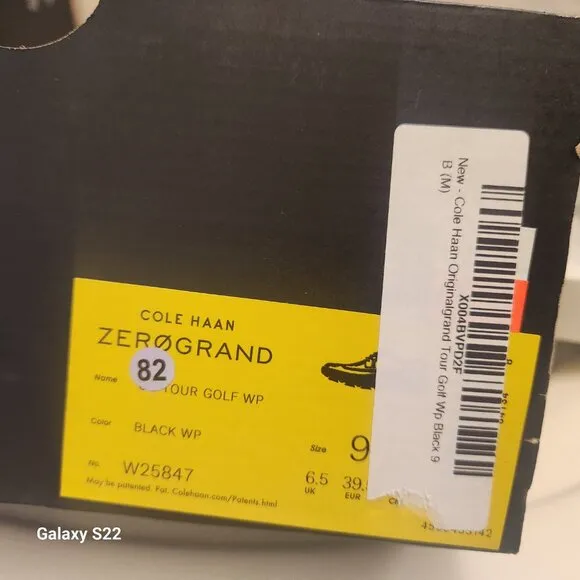 New - Cole Haan Originalgrand Tour Golf Wp Black 9
B (M)
X004BVPD2F
COLE HAAN
ZERØGRAND
82
Name TOUR GOLF WP
Color BLACK WP
Size 9
No. W25847
6.5 39.
UK EUR
May be patented. Pat. Colehaan.com/Patents.html
Galaxy S22